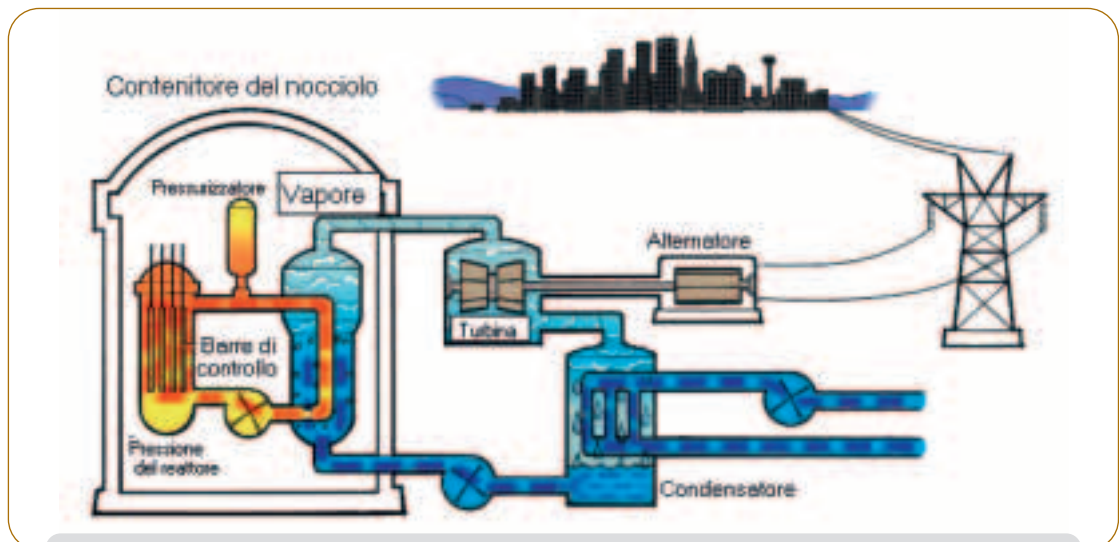 Contenitore del nocciolo
Pressurizzatore
Vapore
Alternatore
Turbina
Barre di
controllo
Pressione
del reattore
Condensatore